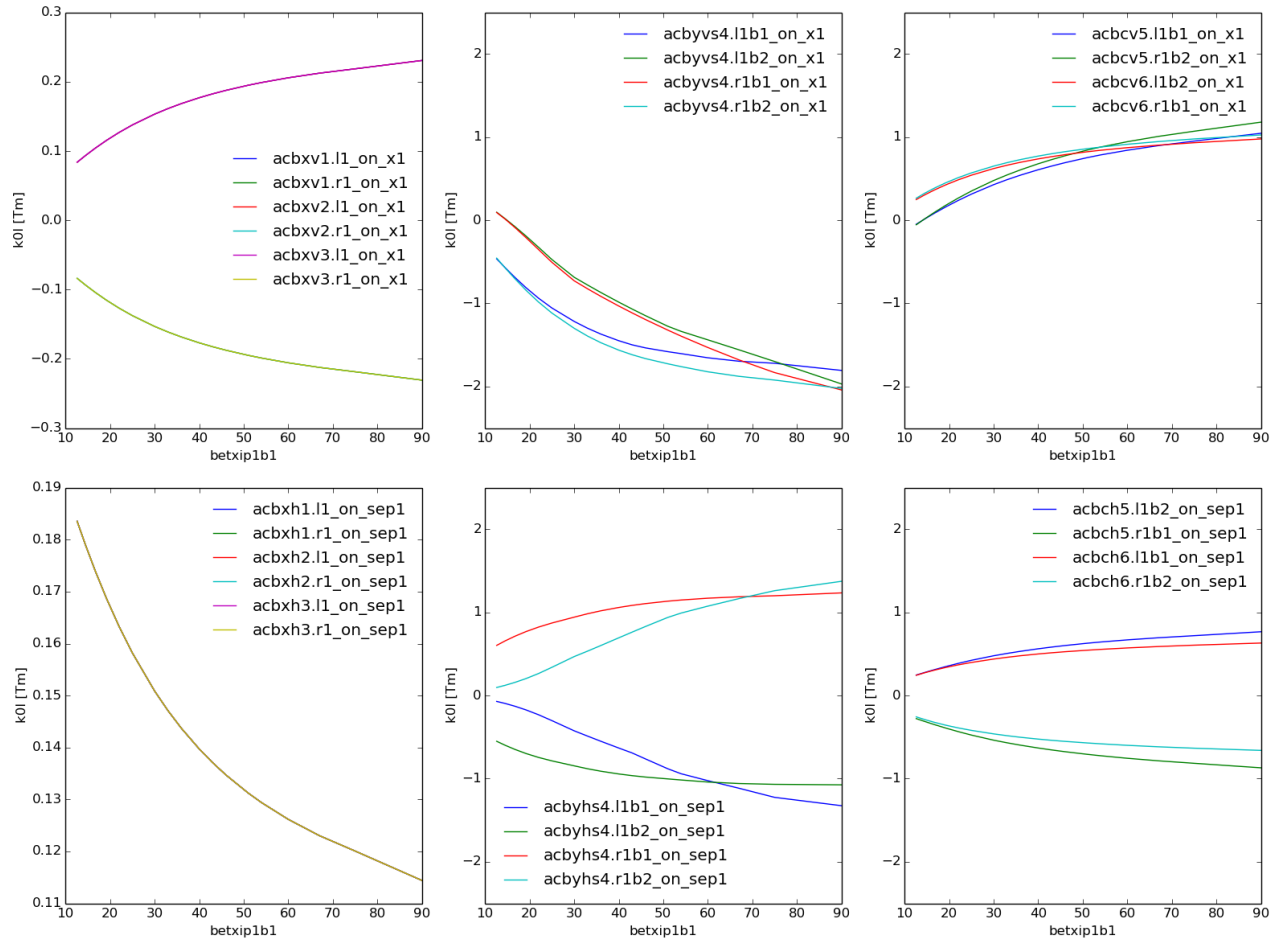 0.3
0.2
0.1
0.0
−0.1
−0.2
−0.3
k0l [Tm]
acbxv1.l1_on_x1
acbxv1.r1_on_x1
acbxv2.l1_on_x1
acbxv2.r1_on_x1
acbxv3.l1_on_x1
acbxv3.r1_on_x1
10 20 30 40 50 60 70 80 90
betxip1b1
2
1
0
−1
−2
k0l [Tm]
acbyvs4.l1b1_on_x1
acbyvs4.l1b2_on_x1
acbyvs4.r1b1_on_x1
acbyvs4.r1b2_on_x1
10 20 30 40 50 60 70 80 90
betxip1b1
2
1
0
−1
−2
k0l [Tm]
acbcv5.l1b1_on_x1
acbcv5.r1b2_on_x1
acbcv6.l1b2_on_x1
acbcv6.r1b1_on_x1
10 20 30 40 50 60 70 80 90
betxip1b1
0.19
0.18
0.17
0.16
0.15
0.14
0.13
0.12
0.11
k0l [Tm]
acbxh1.l1_on_sep1
acbxh1.r1_on_sep1
acbxh2.l1_on_sep1
acbxh2.r1_on_sep1
acbxh3.l1_on_sep1
acbxh3.r1_on_sep1
10 20 30 40 50 60 70 80 90
betxip1b1
2
1
0
−1
−2
k0l [Tm]
acbyhs4.l1b1_on_sep1
acbyhs4.l1b2_on_sep1
acbyhs4.r1b1_on_sep1
acbyhs4.r1b2_on_sep1
10 20 30 40 50 60 70 80 90
betxip1b1
2
1
0
−1
−2
k0l [Tm]
acbch5.l1b2_on_sep1
acbch5.r1b1_on_sep1
acbch6.l1b1_on_sep1
acbch6.r1b2_on_sep1
10 20 30 40 50 60 70 80 90
betxip1b1